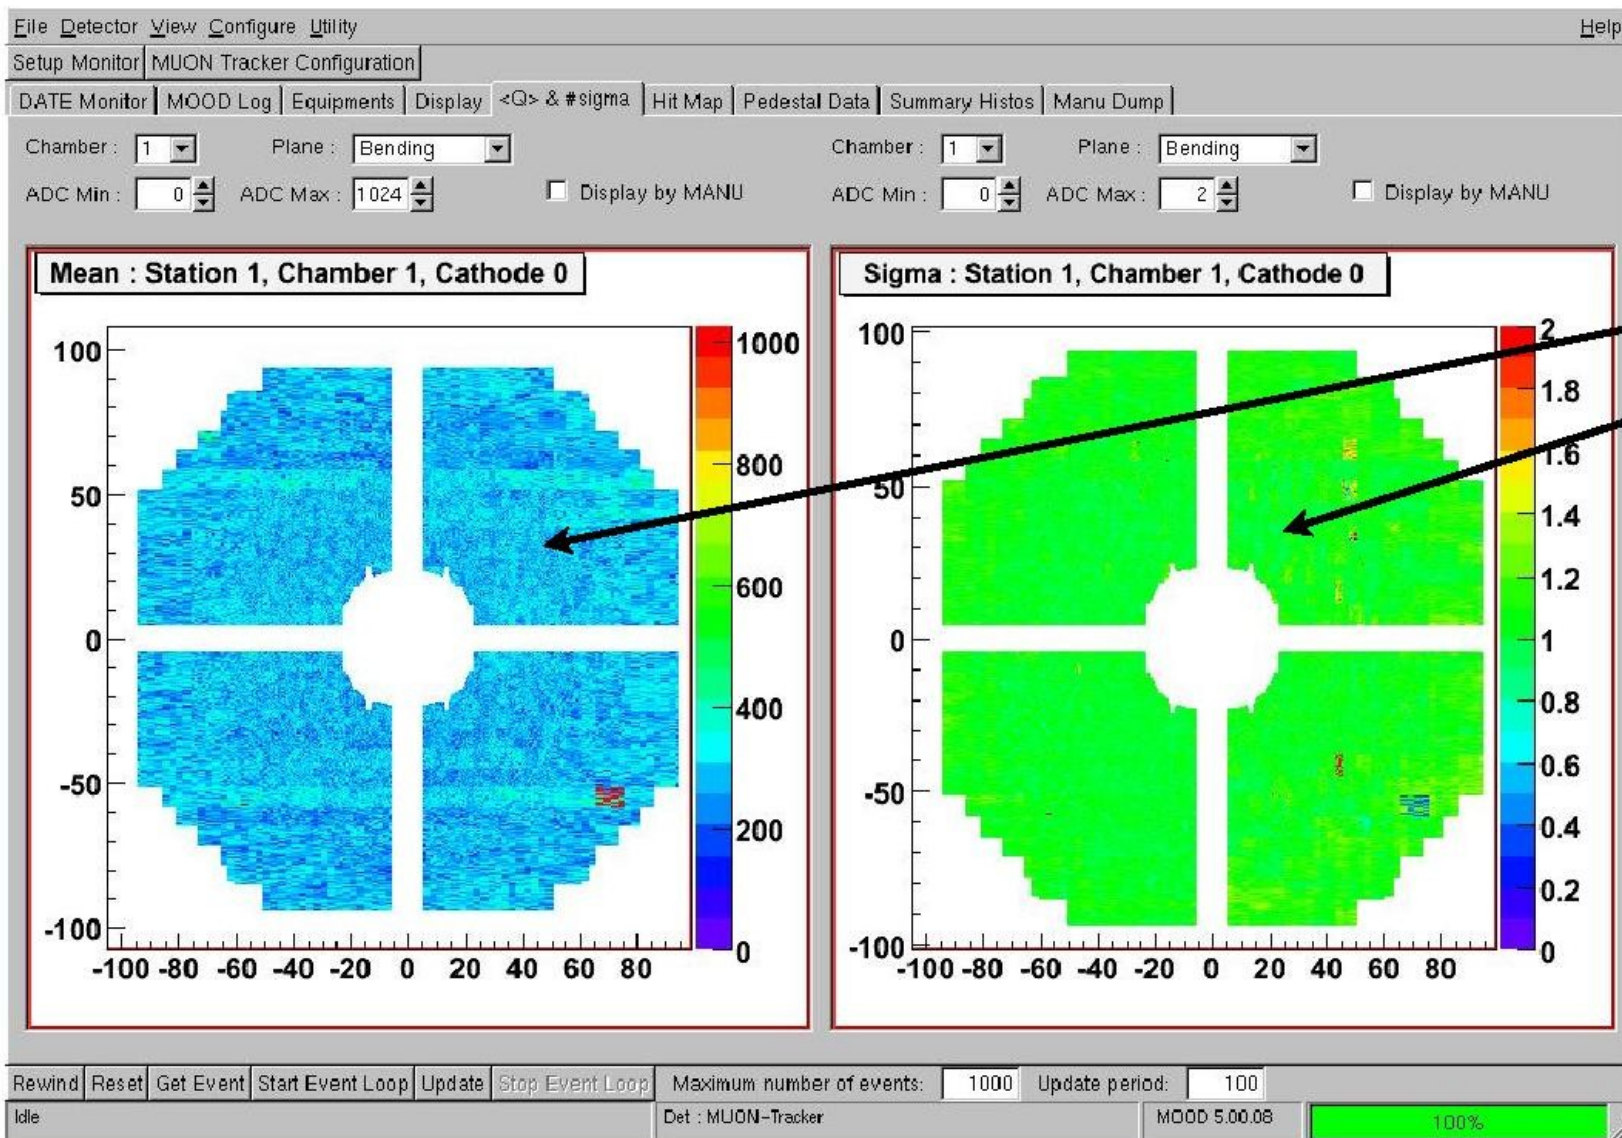 File Detector View Configure Utility Help
Setup Monitor MUON Tracker Configuration
DATE Monitor MOOD Log Equipments Display <Q> & #sigma Hit Map Pedestal Data Summary Histos Manu Dump
Chamber : 1 Plane : Bending Chamber : 1 Plane : Bending
ADC Min : 0 ADC Max : 1024 Display by MANU ADC Min : 0 ADC Max : 2 Display by MANU
Mean : Station 1, Chamber 1, Cathode 0
100
50
0
-50
-100
-100 -80 -60 -40 -20 0 20 40 60 80
1000
800
600
400
200
0
Sigma : Station 1, Chamber 1, Cathode 0
100
50
0
-50
-100
-100 -80 -60 -40 -20 0 20 40 60 80
2
1.8
1.6
1.4
1.2
1
0.8
0.6
0.4
0.2
0
Rewind Reset Get Event Start Event Loop Update Stop Event Loop Maximum number of events: 1000 Update period: 100
Idle Det : MUON-Tracker MOOD 5.00.08 100%